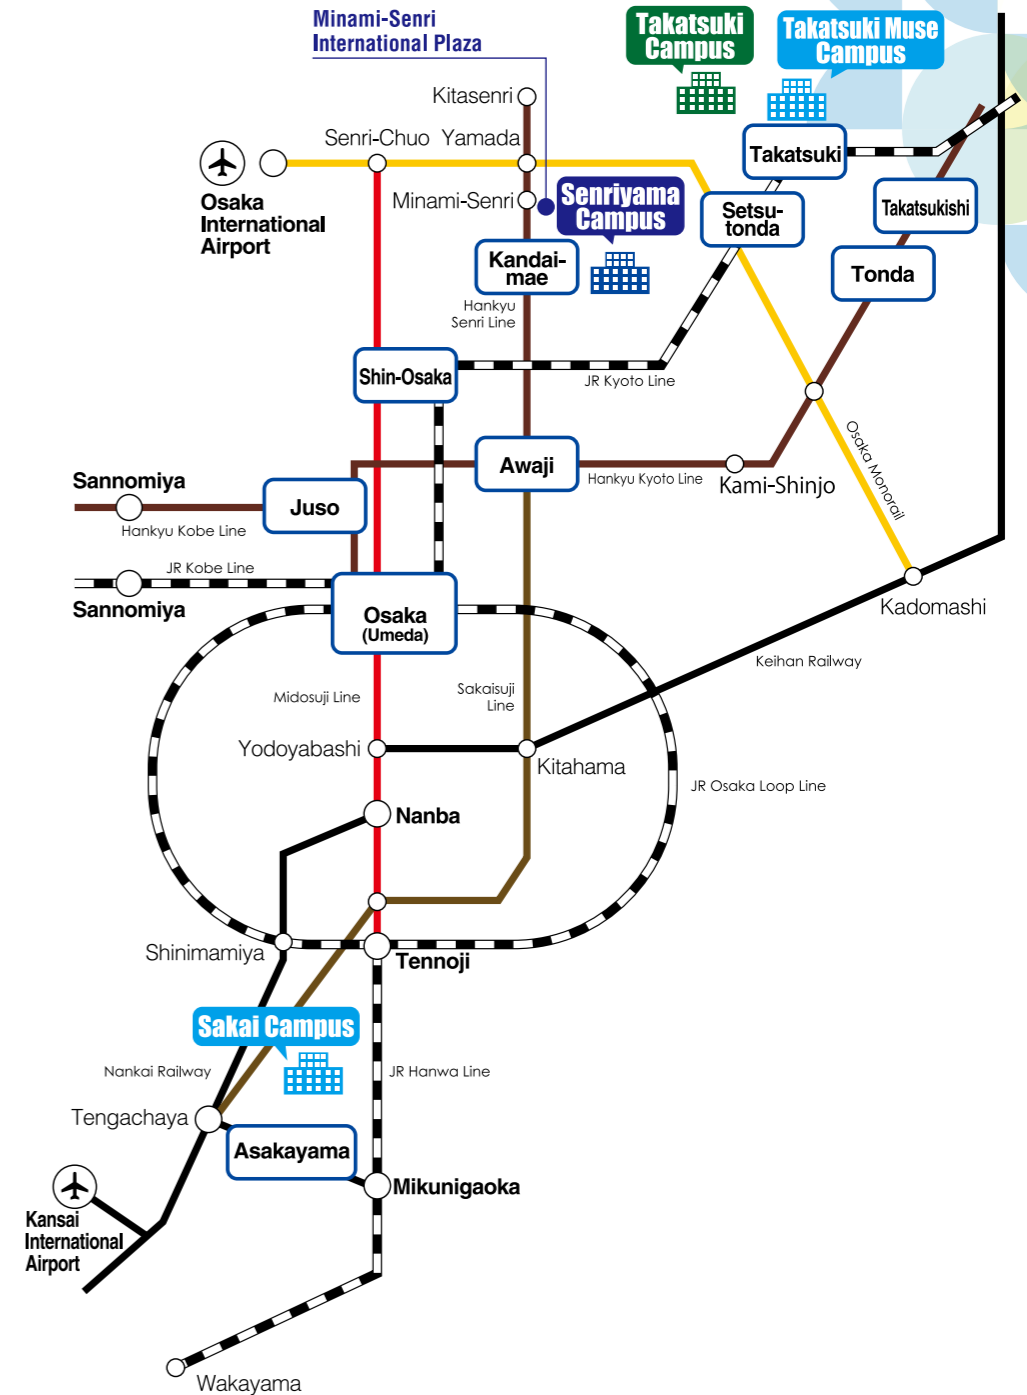 Minami-Senri
International Plaza
Takatsuki
Campus
Takatsuki Muse
Campus
Kitasenri
Senri-Chuo
Yamada
Takatsuki
Osaka
International
Airport
Minami-Senri
Senriyama
Campus
Setsu-
tonda
Takatsukishi
Kandai-
mae
Tonda
Hankyu
Senri Line
Shin-Osaka
JR Kyoto Line
Osaka Monorail
Awaji
Hankyu Kyoto Line
Kami-Shinjo
Sannomiya
Juso
Hankyu Kobe Line
JR Kobe Line
Sannomiya
Osaka
(Umeda)
Kadomashi
Keihan Railway
Midosuji Line
Sakaisuji
Line
Yodoyabashi
Kitahama
JR Osaka Loop Line
Nanba
Shinimamiya
Tennoji
Sakai Campus
Nankai Railway
JR Hanwa Line
Tengachaya
Asakayama
Mikunigaoka
Kansai
International
Airport
Wakayama